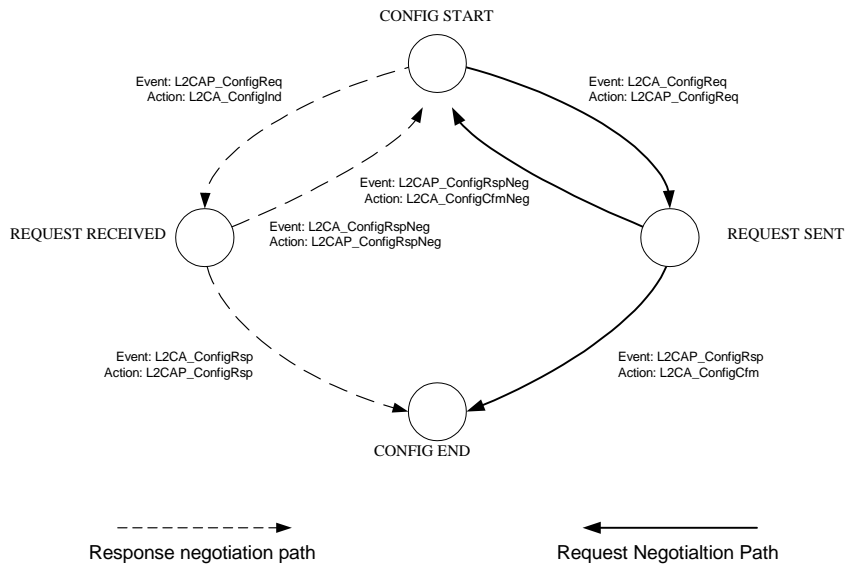 CONFIG START
Event: L2CAP_ConfigReq
Action: L2CA_ConfigInd
Event: L2CA_ConfigReq
Action: L2CAP_ConfigReq
Event: L2CAP_ConfigRspNeg
Action: L2CA_ConfigCfmNeg
REQUEST RECEIVED
Event: L2CA_ConfigRspNeg
Action: L2CAP_ConfigRspNeg
REQUEST SENT
Event: L2CA_ConfigRsp
Action: L2CAP_ConfigRsp
Event: L2CAP_ConfigRsp
Action: L2CA_ConfigCfm
CONFIG END
Response negotiation path
Request Negotialtion Path